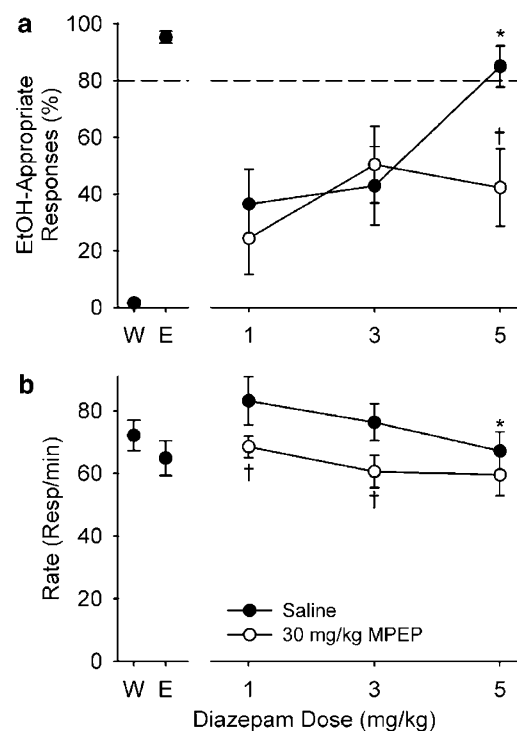 a
EtOH-Appropriate
Responses (%)
100
80
60
40
20
0
*
†
W E 1 3 5
b
Rate (Resp/min)
80
60
40
20
0
*
†
†
Saline
30 mg/kg MPEP
W E 1 3 5
Diazepam Dose (mg/kg)